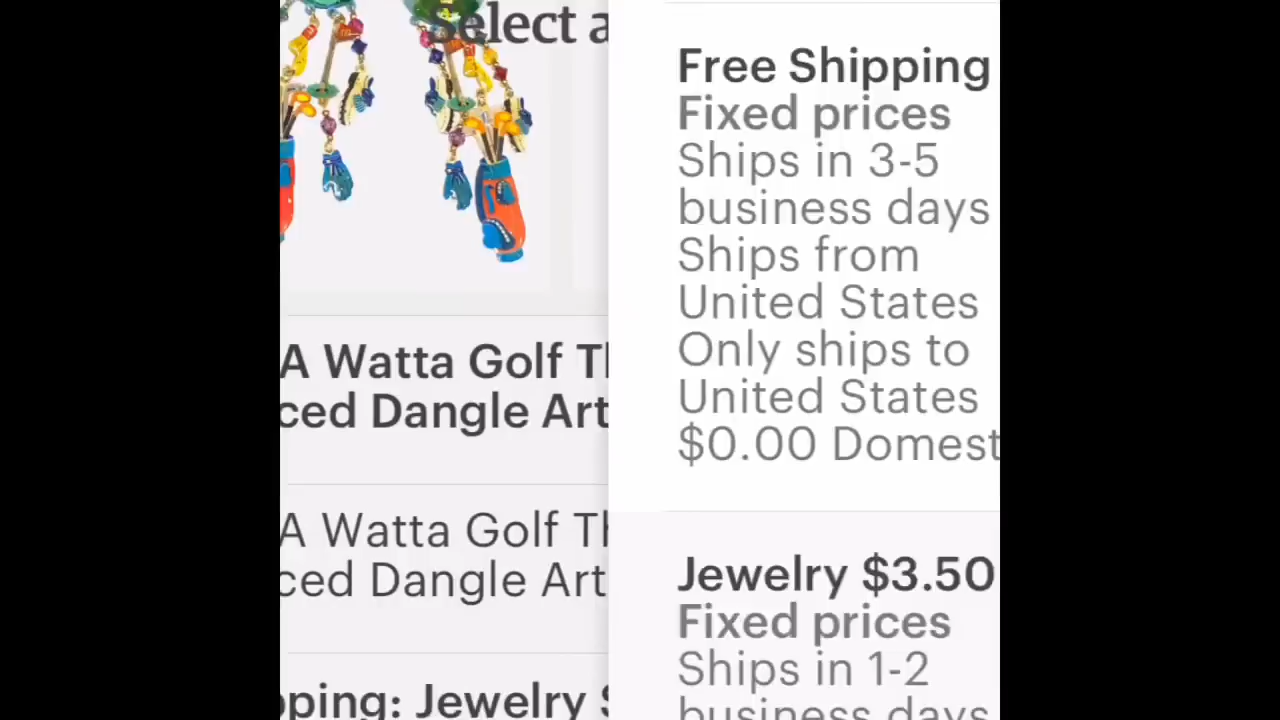 Select a
A Watta Golf Th
ced Dangle Art
A Watta Golf Th
ced Dangle Art
pping: Jewelry $
Free Shipping
Fixed prices
Ships in 3-5
business days
Ships from
United States
Only ships to
United States
$0.00 Domest
Jewelry $3.50
Fixed prices
Ships in 1-2
business days